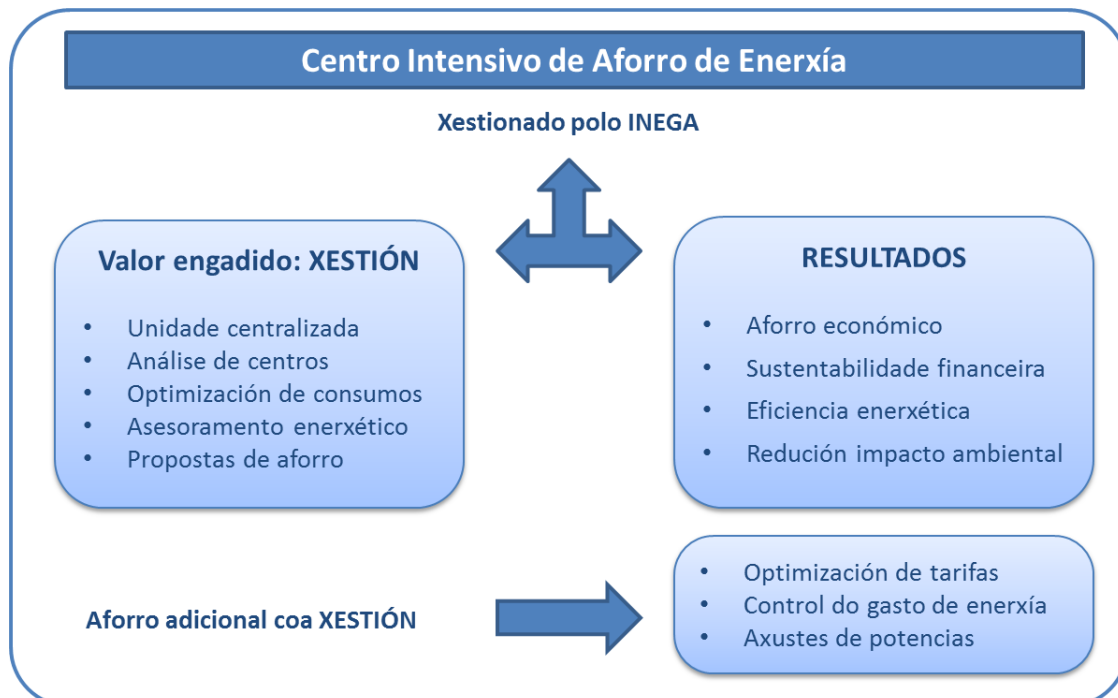 Centro Intensivo de Aforro de Enerxía
Xestionado polo INEGA
Valor engadido: XESTIÓN
• Unidade centralizada
• Análise de centros
• Optimización de consumos
• Asesoramento enerxético
• Propostas de aforro
RESULTADOS
• Aforro económico
• Sustentabilidade financeira
• Eficiencia enerxética
• Redución impacto ambiental
Aforro adicional coa XESTIÓN
• Optimización de tarifas
• Control do gasto de enerxía
• Axustes de potencias